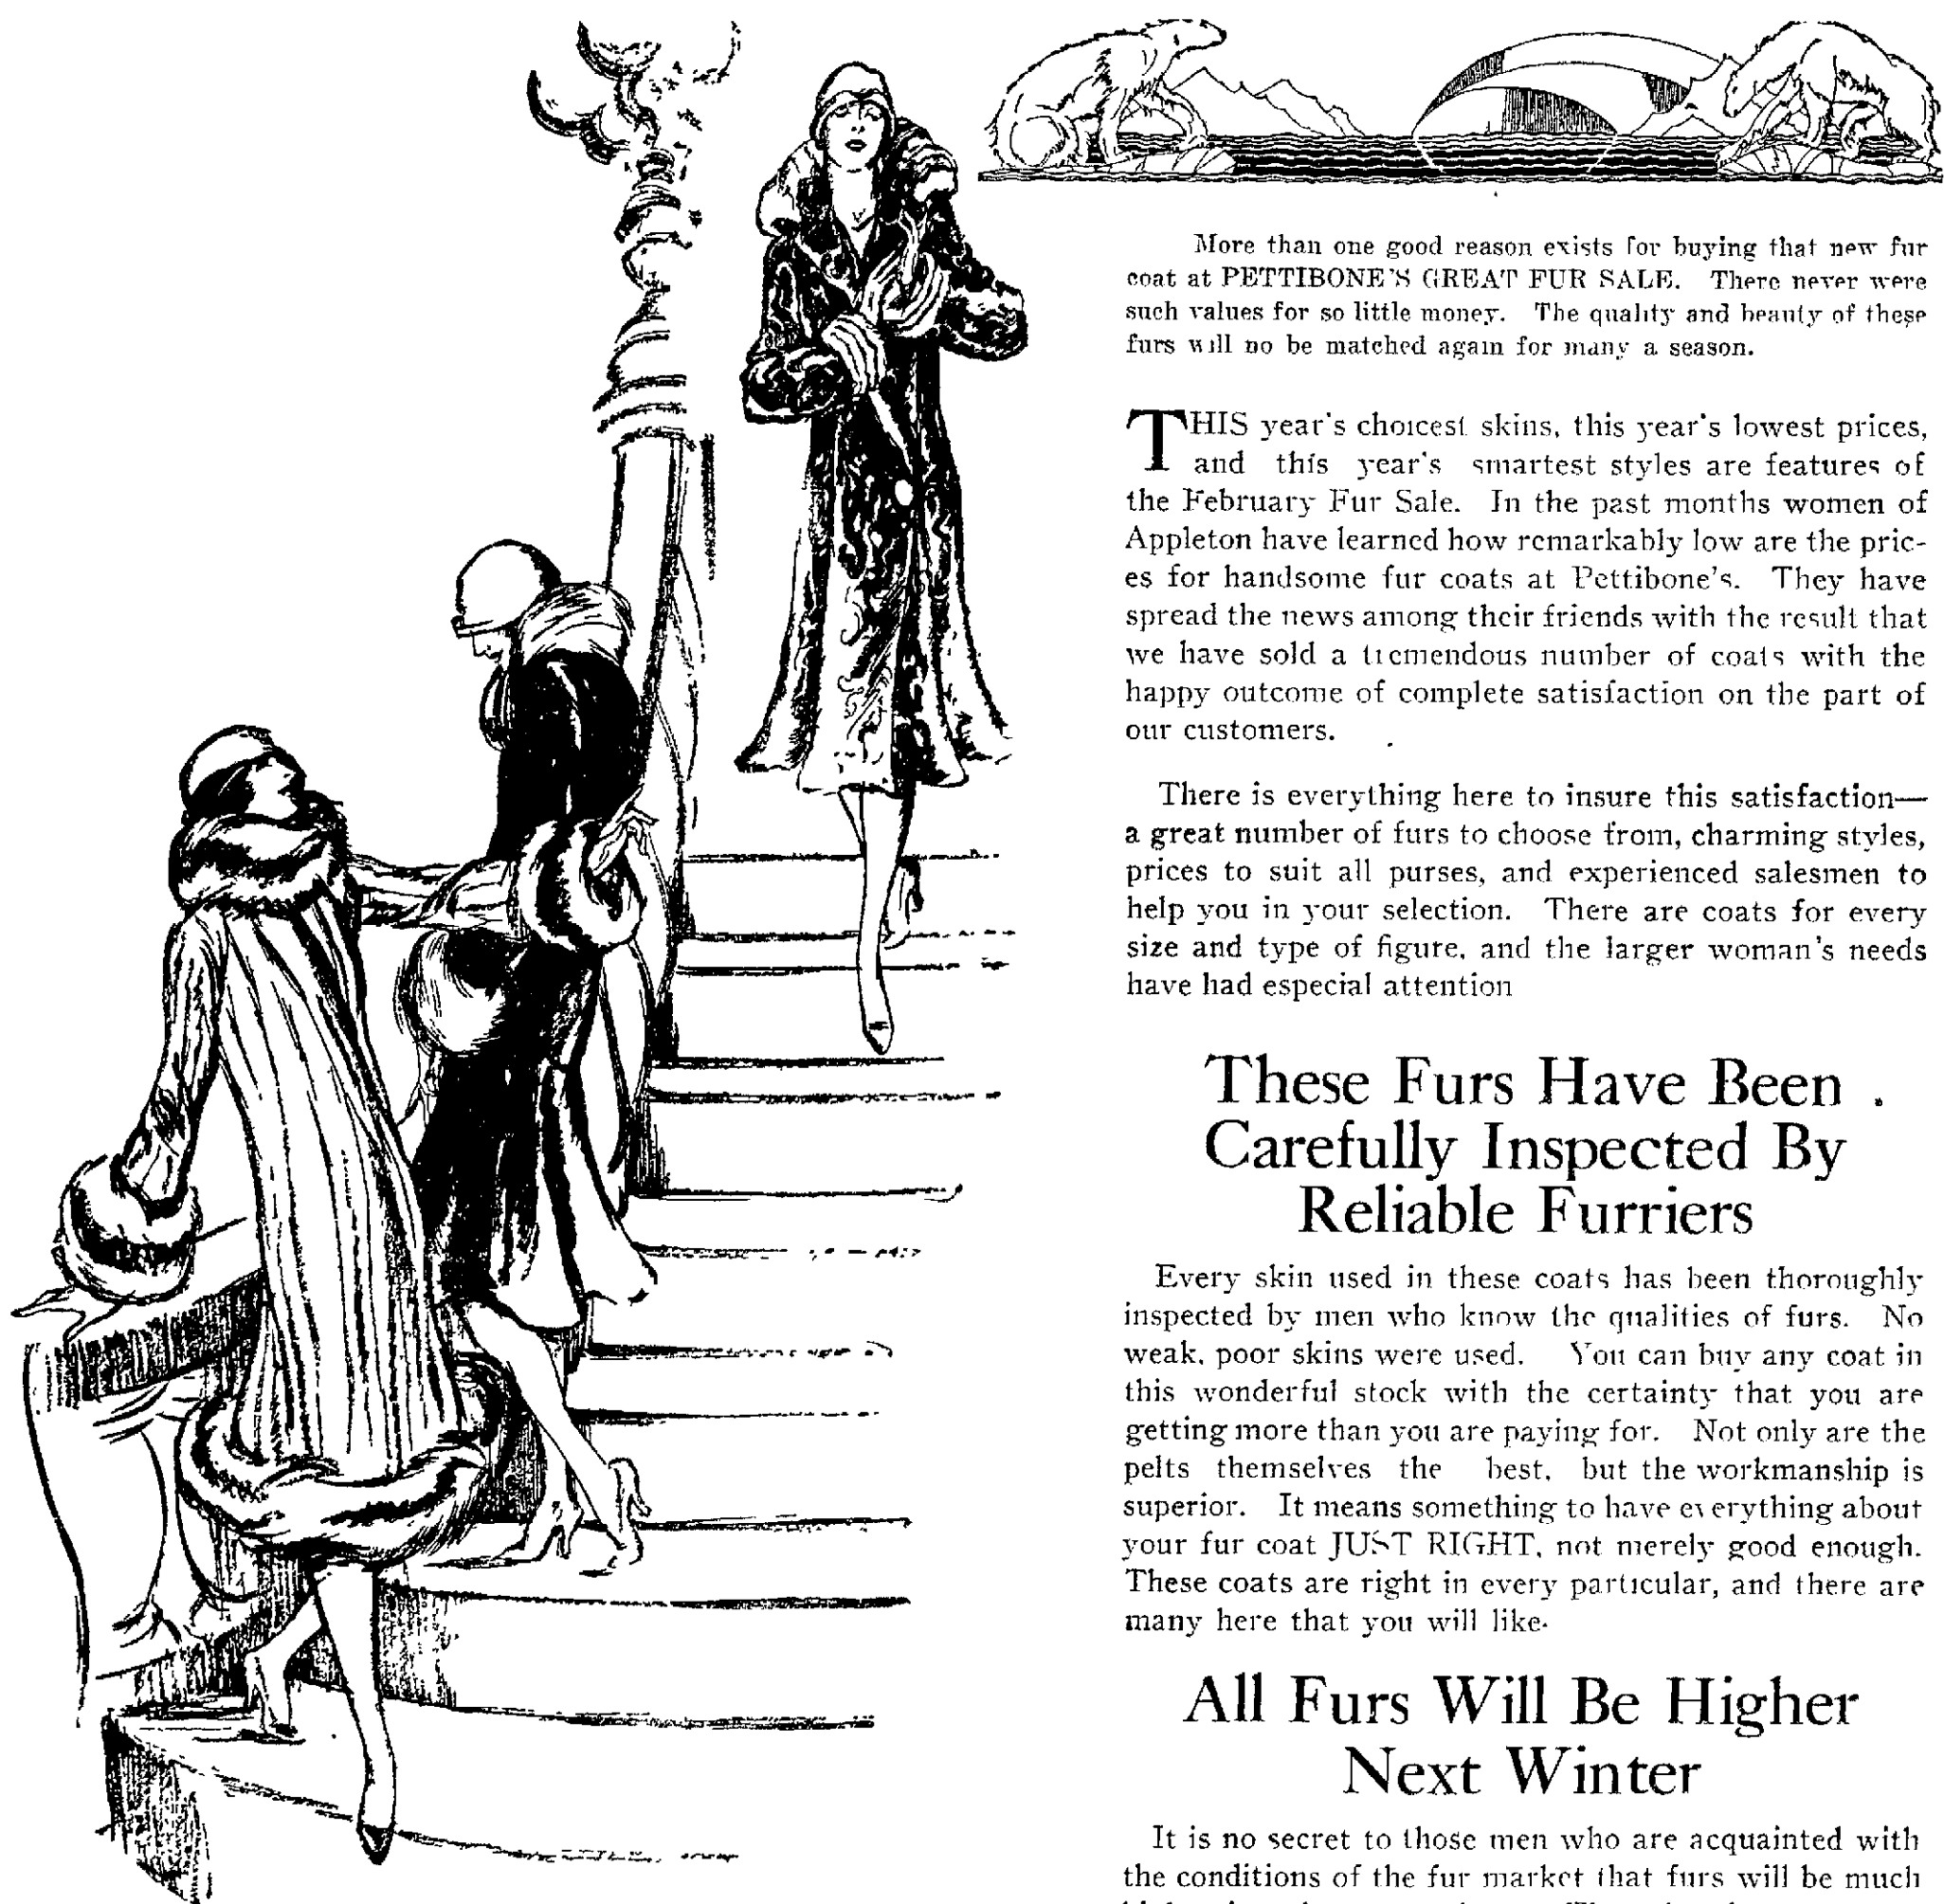 More than one good reason exists for buying that new fur
coat at PETTIBONE'S GREAT FUR SALE. There never were
such values for so little money. The quality and beauty of these
furs will no be matched again for many a season.
THIS year's choicest skins, this year's lowest prices,
and this year's smartest styles are features of
the February Fur Sale. In the past months women of
Appleton have learned how remarkably low are the pric-
es for handsome fur coats at Pettibone's. They have
spread the news among their friends with the result that
we have sold a tremendous number of coats with the
happy outcome of complete satisfaction on the part of
our customers.
There is everything here to insure this satisfaction—
a great number of furs to choose from, charming styles,
prices to suit all purses, and experienced salesmen to
help you in your selection. There are coats for every
size and type of figure, and the larger woman's needs
have had especial attention
These Furs Have Been
Carefully Inspected By
Reliable Furriers
Every skin used in these coats has been thoroughly
inspected by men who know the qualities of furs. No
weak, poor skins were used. You can buy any coat in
this wonderful stock with the certainty that you are
getting more than you are paying for. Not only are the
pelts themselves the best, but the workmanship is
superior. It means something to have everything about
your fur coat JUST RIGHT, not merely good enough.
These coats are right in every particular, and there are
many here that you will like.
All Furs Will Be Higher
Next Winter
It is no secret to those men who are acquainted with
the conditions of the fur market that furs will be much